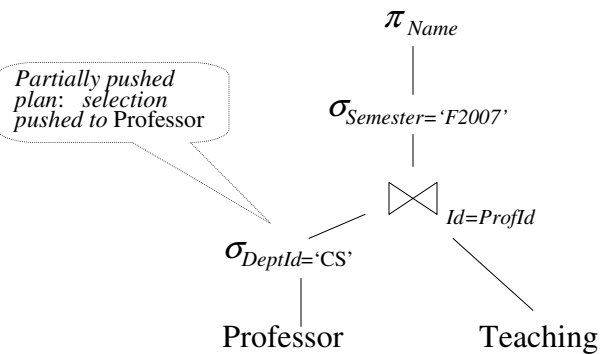 π Name
Partially pushed
plan: selection
pushed to Professor
σ Semester=‘F2007’
Id=ProfId
σ DeptId=‘CS’
Professor Teaching